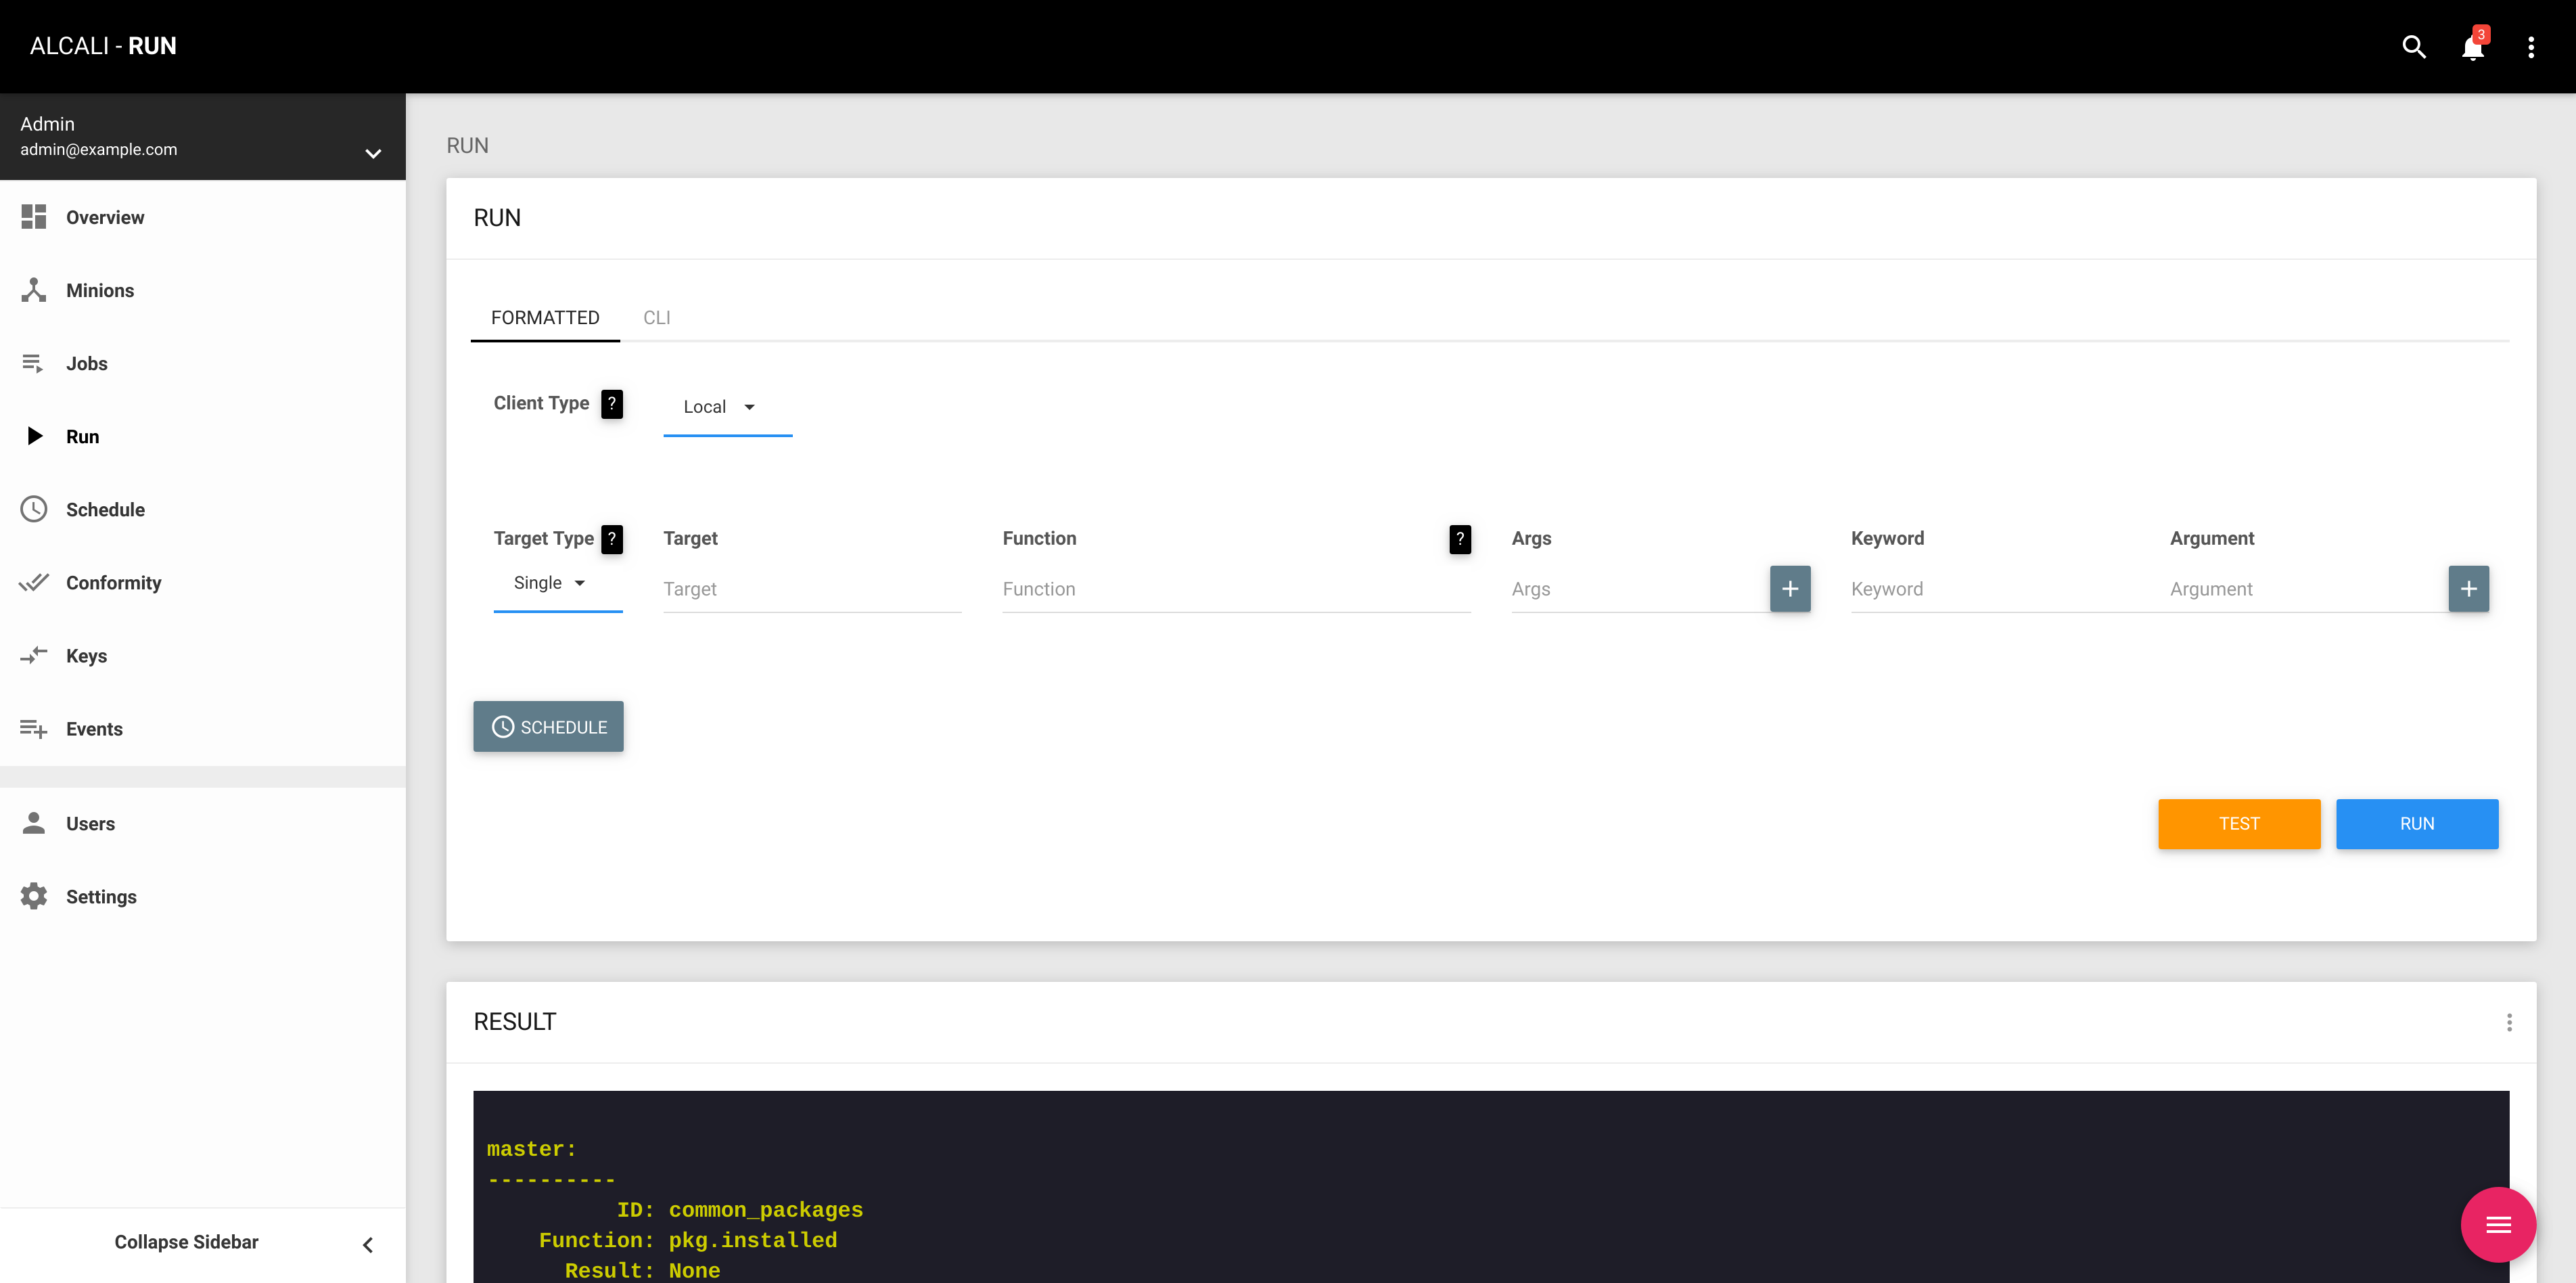 ALCALI - RUN
3
Admin
admin@example.com
Overview
Minions
Jobs
Run
Schedule
Conformity
Keys
Events
Users
Settings
Collapse Sidebar
RUN
RUN
FORMATTED CLI
Client Type ? Local
Target Type ? Target Function ? Args Keyword Argument
Single Target Function Args + Keyword Argument +
SCHEDULE
TEST RUN
RESULT
master:
----------
ID: common_packages
Function: pkg.installed
Result: None